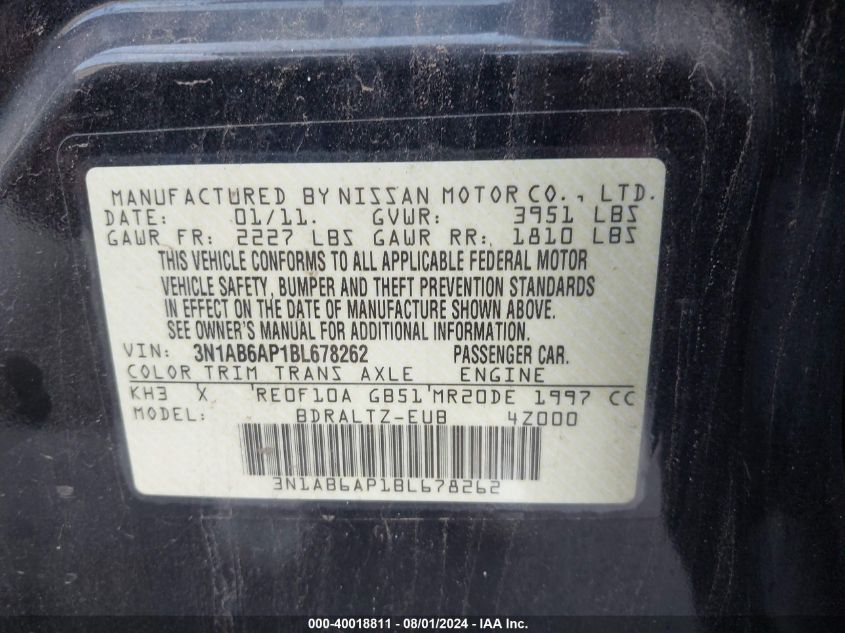 MANUFACTURED BY NISSAN MOTOR CO., LTD.
DATE: 01/11. GVWR: 3951 LBS
GAWR FR: 2227 LBS GAWR RR: 1810 LBS
THIS VEHICLE CONFORMS TO ALL APPLICABLE FEDERAL MOTOR
VEHICLE SAFETY, BUMPER AND THEFT PREVENTION STANDARDS
IN EFFECT ON THE DATE OF MANUFACTURE SHOWN ABOVE.
SEE OWNER'S MANUAL FOR ADDITIONAL INFORMATION.
VIN: 3N1AB6AP1BL678262 PASSENGER CAR.
COLOR TRIM TRANS AXLE ENGINE
KH3 X RE0F10A GB51 MR20DE 1997 CC
MODEL: BDRALTZ-EUB 4Z000
3N1AB6AP1BL678262
000-40018811 - 08/01/2024 - IAA Inc.